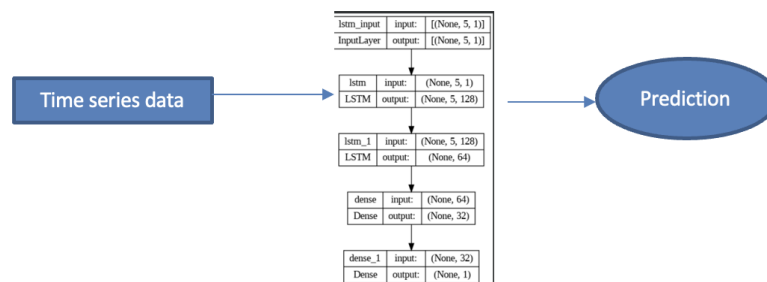 Time series data
lstm_input input: [(None, 5, 1)]
InputLayer output: [(None, 5, 1)]
lstm input: (None, 5, 1)
LSTM output: (None, 5, 128)
lstm_1 input: (None, 5, 128)
LSTM output: (None, 64)
dense input: (None, 64)
Dense output: (None, 32)
dense_1 input: (None, 32)
Dense output: (None, 1)
Prediction